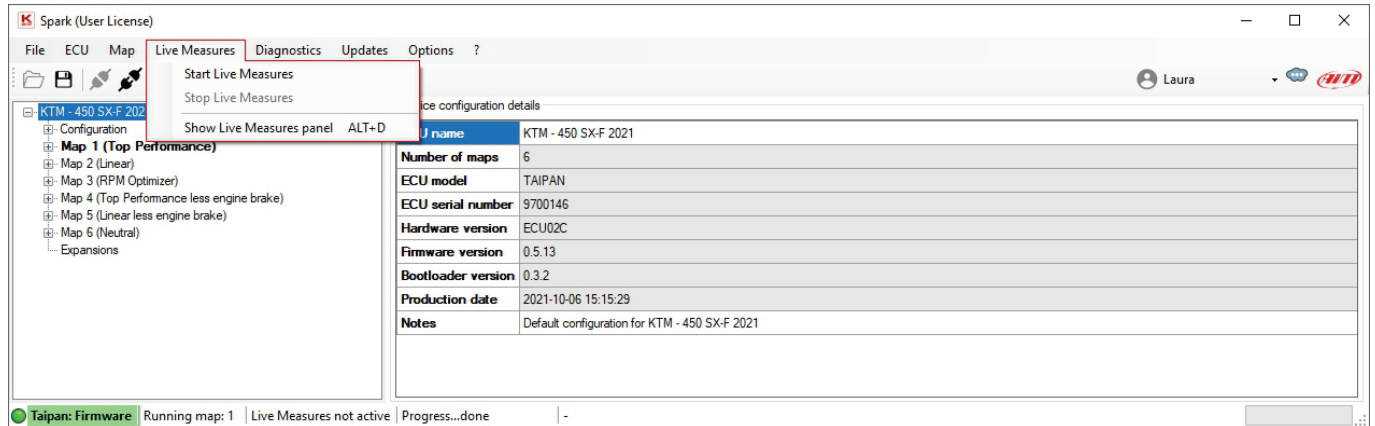 Spark (User License)
File ECU Map Live Measures Diagnostics Updates Options ?
Start Live Measures
Stop Live Measures
Show Live Measures panel ALT+D
Laura
AiM
KTM - 450 SX-F 202
Configuration
Map 1 (Top Performance)
Map 2 (Linear)
Map 3 (RPM Optimizer)
Map 4 (Top Performance less engine brake)
Map 5 (Linear less engine brake)
Map 6 (Neutral)
Expansions
ice configuration details
U name KTM - 450 SX-F 2021
Number of maps 6
ECU model TAIPAN
ECU serial number 9700146
Hardware version ECU02C
Firmware version 0.5.13
Bootloader version 0.3.2
Production date 2021-10-06 15:15:29
Notes Default configuration for KTM - 450 SX-F 2021
Taipan: Firmware Running map: 1 Live Measures not active Progress...done -